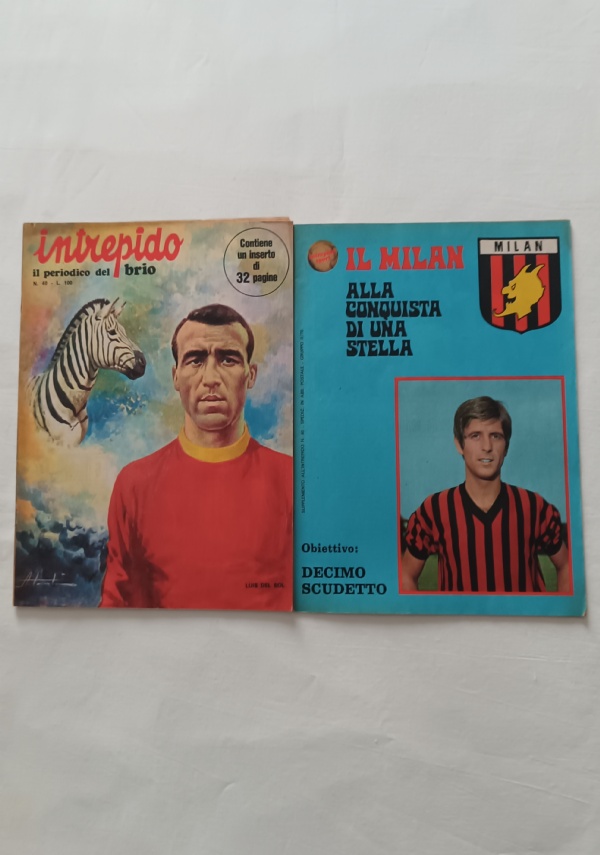 intrepido
il periodico del brio
Contiene
un inserto
di
32 pagine
LUIS DEL SOL
IL MILAN
ALLA
CONQUISTA
DI UNA
STELLA
MILAN
Obiettivo:
DECIMO
SCUDETTO